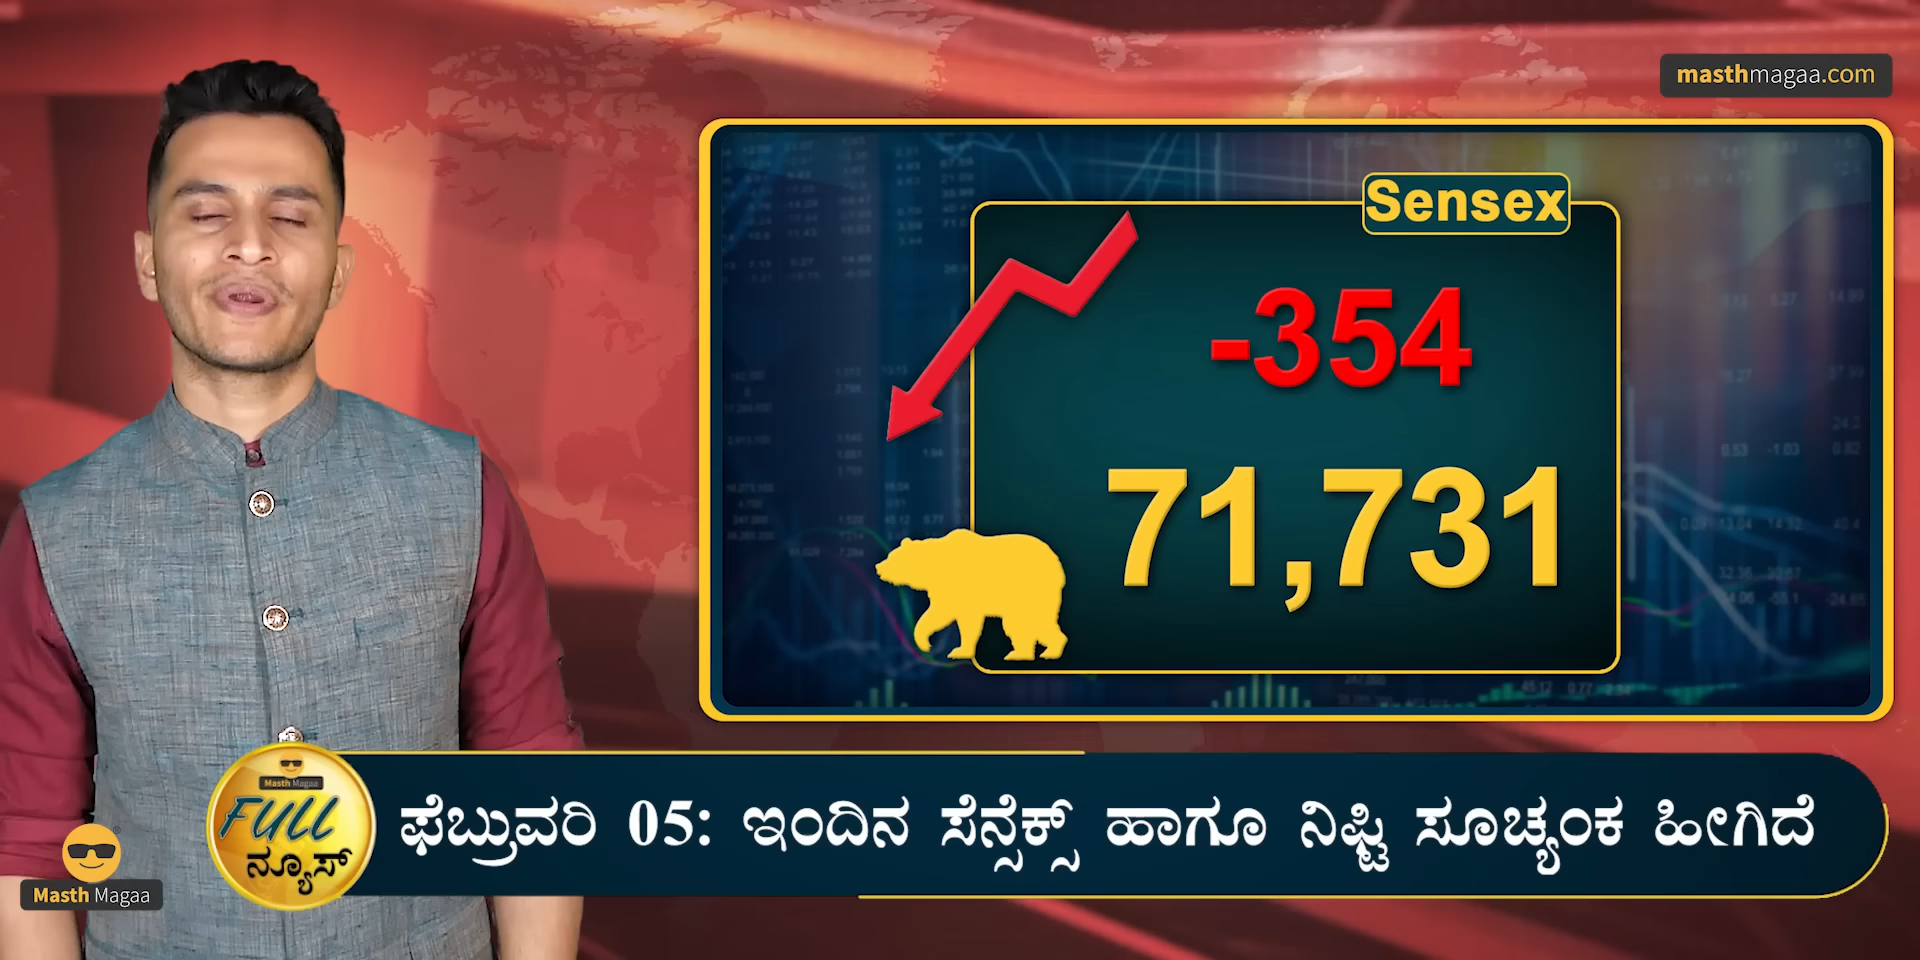 masthmagaa.com
Sensex
-354
71,731
Masth Magaa
FULL
ನ್ಯೂಸ್
ಫೆಬ್ರುವರಿ 05: ಇಂದಿನ ಸೆನ್ಸೆಕ್ಸ್ ಹಾಗೂ ನಿಫ್ಟಿ ಸೂಚ್ಯಂಕ ಹೀಗಿದೆ
Masth Magaa